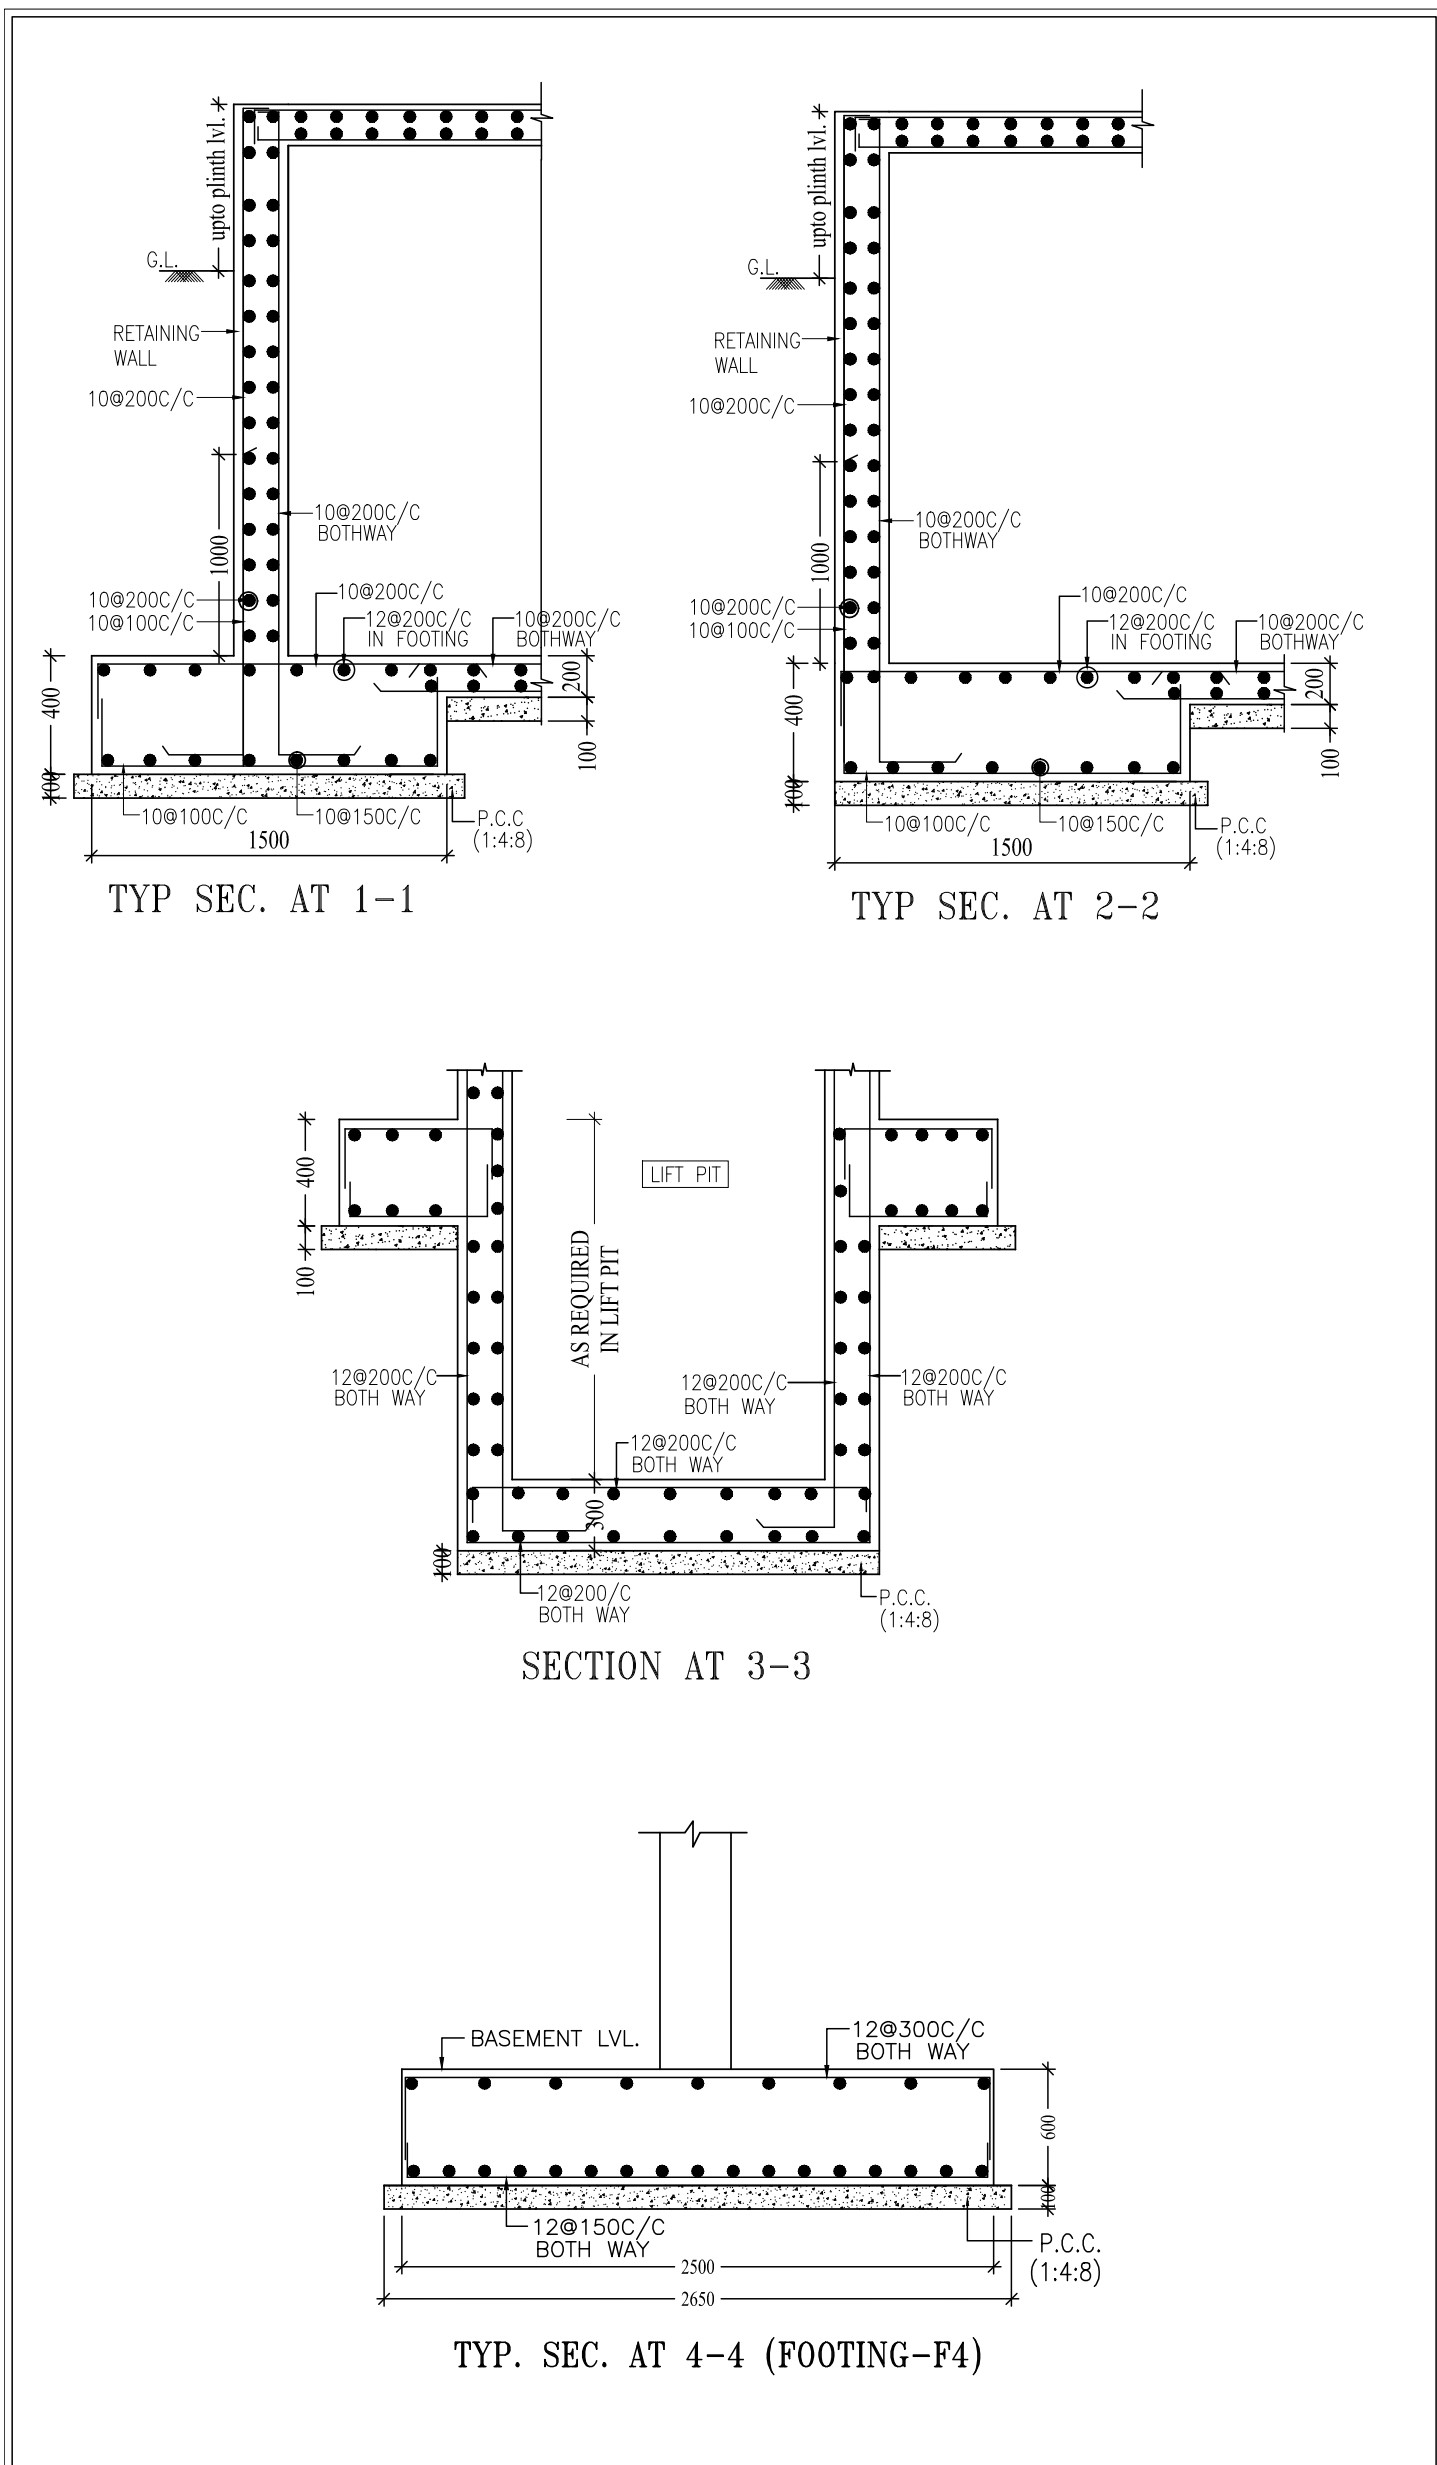 upto plinth lvl.
G.L.
RETAINING
WALL
10@200C/C
10@200C/C
BOTHWAY
1000
10@200C/C
10@100C/C
10@200C/C
12@200C/C
IN FOOTING
10@200C/C
BOTHWAY
400
100
200
100
10@100C/C
10@150C/C
P.C.C
(1:4:8)
1500
TYP SEC. AT 1-1
upto plinth lvl.
G.L.
RETAINING
WALL
10@200C/C
10@200C/C
BOTHWAY
1000
10@200C/C
10@100C/C
10@200C/C
12@200C/C
IN FOOTING
10@200C/C
BOTHWAY
400
100
200
100
10@100C/C
10@150C/C
P.C.C
(1:4:8)
1500
TYP SEC. AT 2-2
400
100
LIFT PIT
AS REQUIRED
IN LIFT PIT
12@200C/C
BOTH WAY
12@200C/C
BOTH WAY
12@200C/C
BOTH WAY
12@200C/C
BOTH WAY
300
100
12@200/C
BOTH WAY
P.C.C.
(1:4:8)
SECTION AT 3-3
BASEMENT LVL.
12@300C/C
BOTH WAY
600
100
12@150C/C
BOTH WAY
P.C.C.
(1:4:8)
2500
2650
TYP. SEC. AT 4-4 (FOOTING-F4)